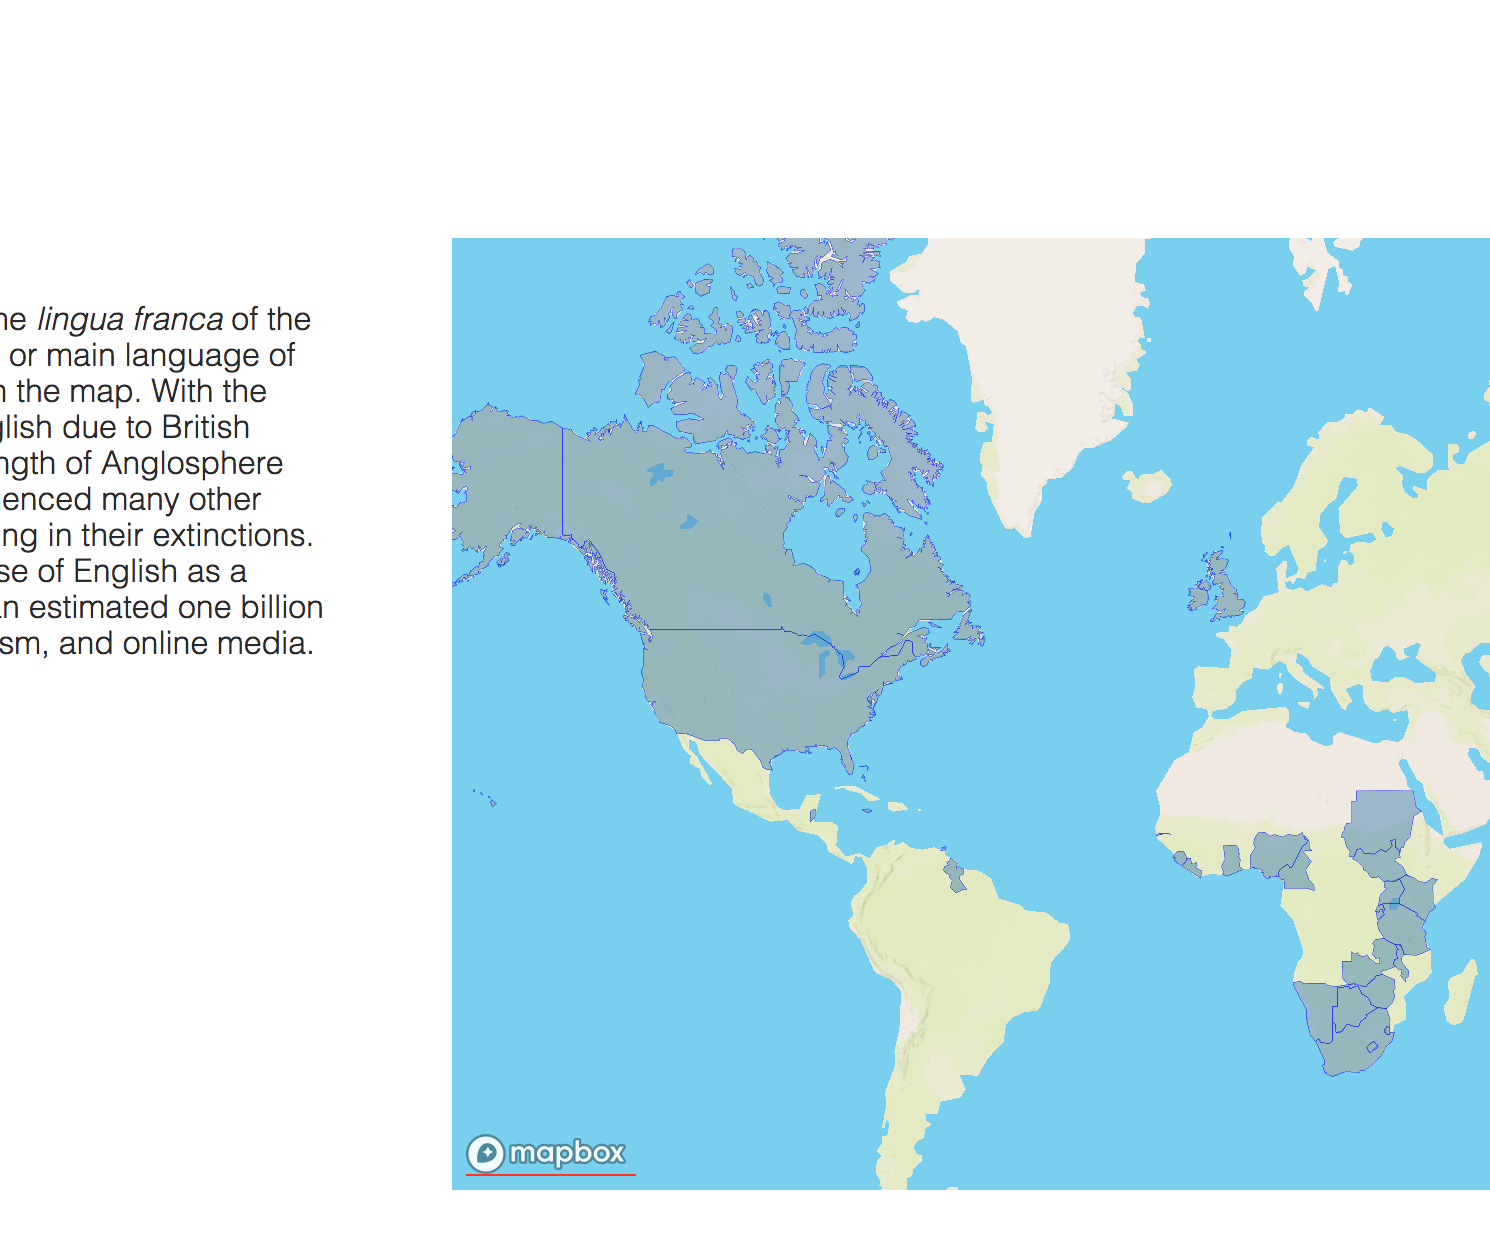 he lingua franca of the
or main language of
n the map. With the
glish due to British
ngth of Anglosphere
uenced many other
ing in their extinctions.
se of English as a
an estimated one billion
sm, and online media.
mapbox